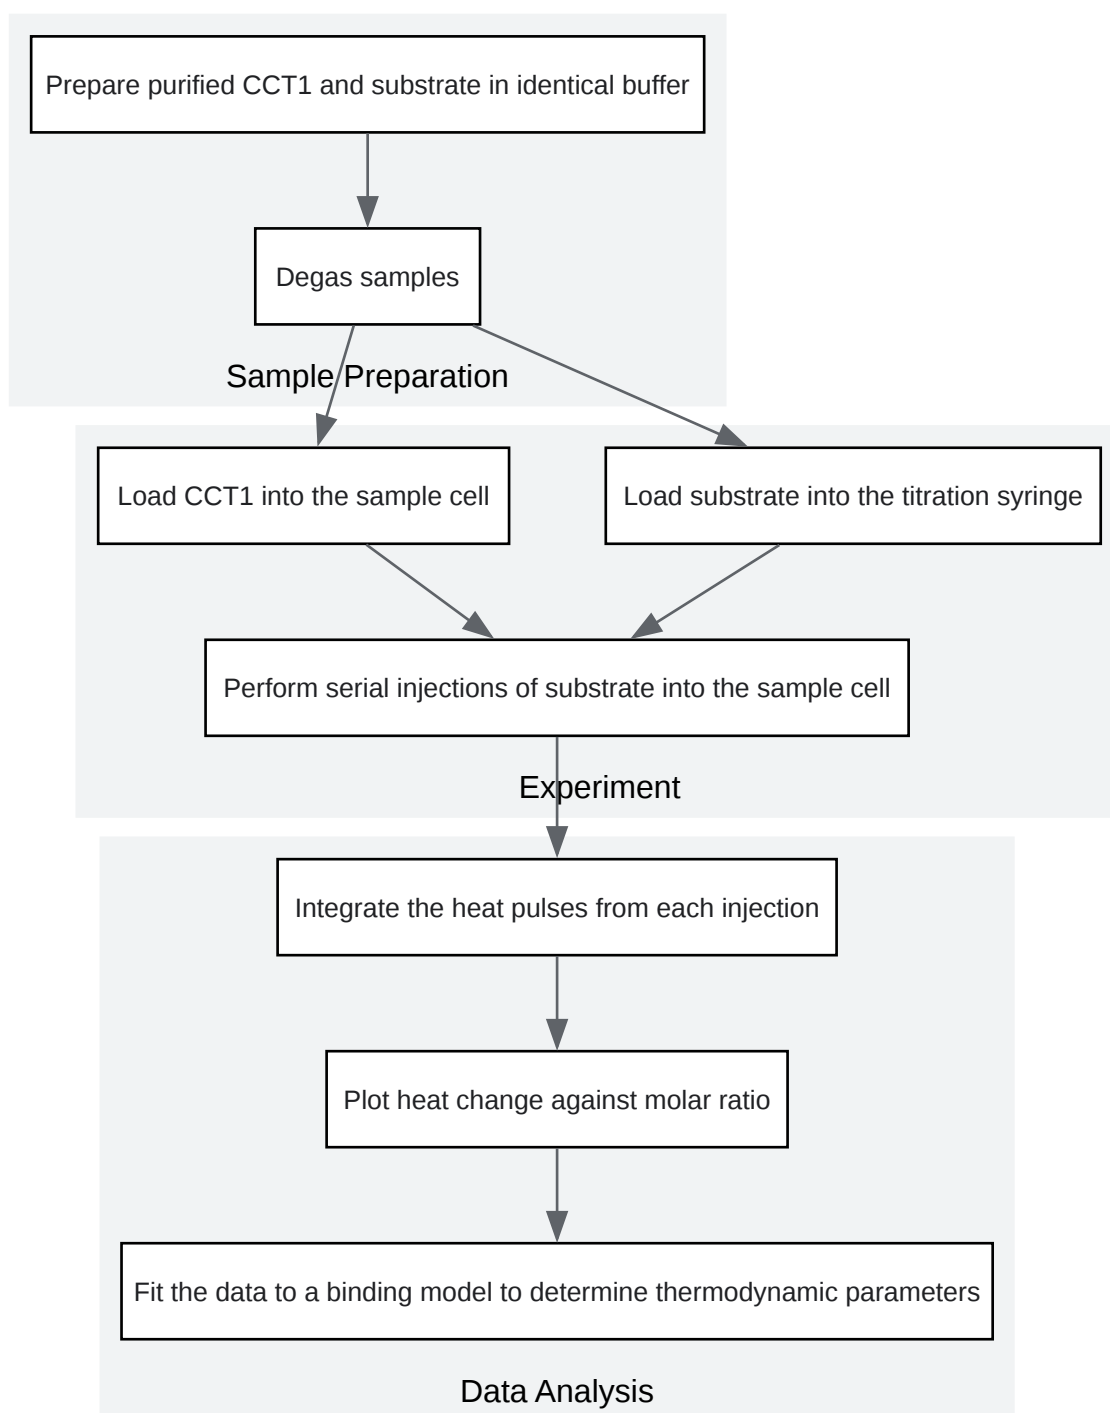 Prepare purified CCT1 and substrate in identical buffer
Degas samples
Sample Preparation
Load CCT1 into the sample cell
Load substrate into the titration syringe
Perform serial injections of substrate into the sample cell
Experiment
Integrate the heat pulses from each injection
Plot heat change against molar ratio
Fit the data to a binding model to determine thermodynamic parameters
Data Analysis